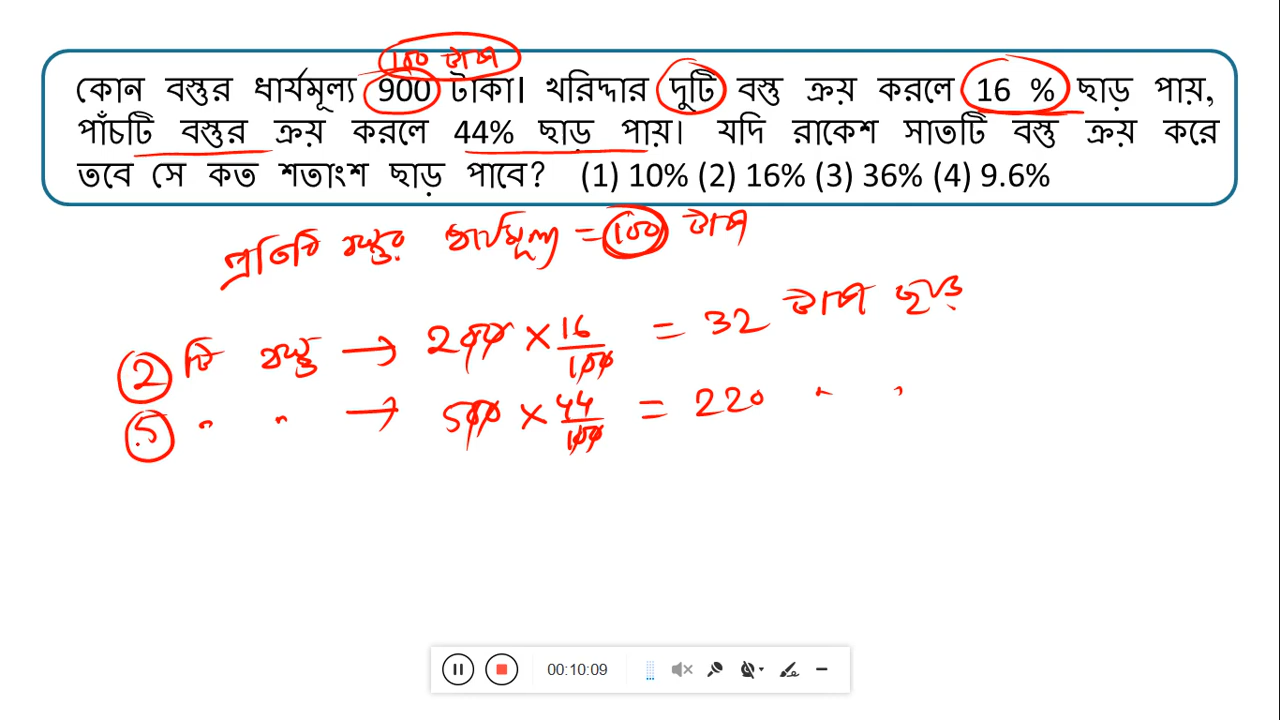 100 টাকা
কোন বস্তুর ধার্যমূল্য 900 টাকা। খরিদ্দার দুটি বস্তু ক্রয় করলে 16 % ছাড় পায়,
পাঁচটি বস্তুর ক্রয় করলে 44% ছাড় পায়। যদি রাকেশ সাতটি বস্তু ক্রয় করে
তবে সে কত শতাংশ ছাড় পাবে? (1) 10% (2) 16% (3) 36% (4) 9.6%
প্রতিটি বস্তুর ধার্যমূল্য = 100 টাকা
2 টি বস্তু → 200 × 16/100 = 32 টাকা ছাড়
5 " " → 500 × 44/100 = 220 " "
00:10:09